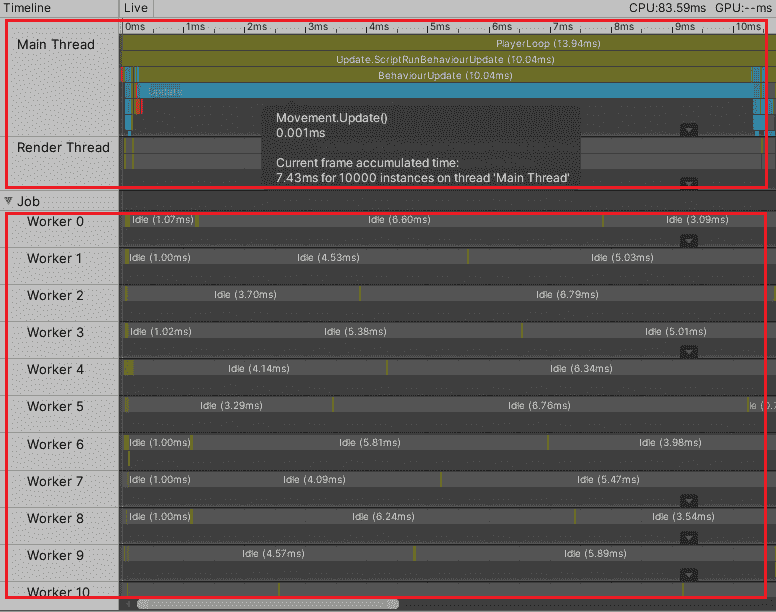 Timeline Live CPU:83.59ms GPU:--ms
0ms 1ms 2ms 3ms 4ms 5ms 6ms 7ms 8ms 9ms 10ms
Main Thread PlayerLoop (13.94ms)
Update.ScriptRunBehaviourUpdate (10.04ms)
BehaviourUpdate (10.04ms)
Update
Movement.Update()
0.001ms
Render Thread
Current frame accumulated time:
7.43ms for 10000 instances on thread 'Main Thread'
Job
Worker 0 Idle (1.07ms) Idle (6.60ms) Idle (3.09ms)
Worker 1 Idle (1.00ms) Idle (4.53ms) Idle (5.03ms)
Worker 2 Idle (3.70ms) Idle (6.79ms)
Worker 3 Idle (1.02ms) Idle (5.38ms) Idle (5.01ms)
Worker 4 Idle (4.14ms) Idle (6.34ms)
Worker 5 Idle (3.29ms) Idle (6.76ms)
Worker 6 Idle (1.00ms) Idle (5.81ms) Idle (3.98ms)
Worker 7 Idle (1.00ms) Idle (4.09ms) Idle (5.47ms)
Worker 8 Idle (1.00ms) Idle (6.24ms) Idle (3.54ms)
Worker 9 Idle (4.57ms) Idle (5.89ms)
Worker 10